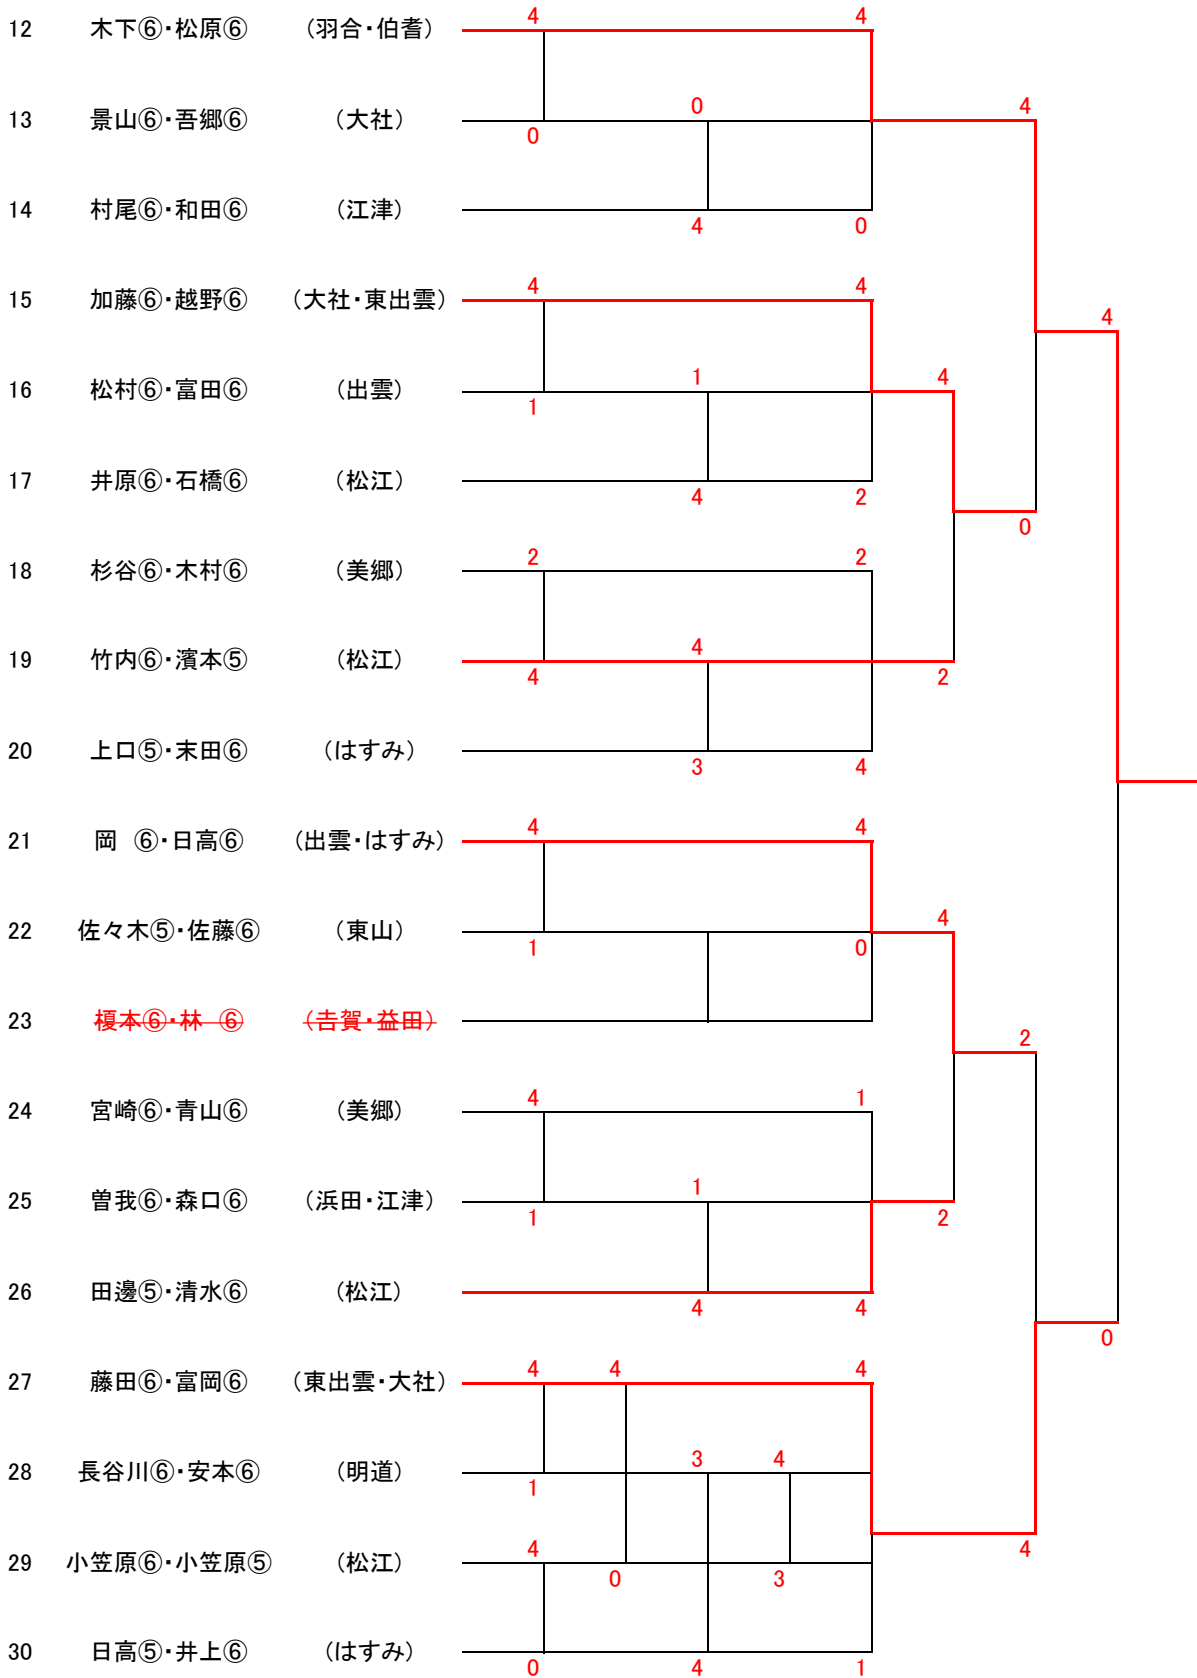 4 4
12 木下⑥・松原⑥ （羽合・伯耆）
0 4
13 景山⑥・吾郷⑥ （大社）
0
14 村尾⑥・和田⑥ （江津）
4 0
4 4
15 加藤⑥・越野⑥ （大社・東出雲）
4
1 4
16 松村⑥・富田⑥ （出雲）
1
17 井原⑥・石橋⑥ （松江）
4 2
0
2 2
18 杉谷⑥・木村⑥ （美郷）
4
19 竹内⑥・濱本⑤ （松江）
4 2
20 上口⑤・末田⑥ （はすみ）
3 4
4 4
21 岡　⑥・日高⑥ （出雲・はすみ）
4
22 佐々木⑤・佐藤⑥ （東山）
1 0
23 榎本⑥・林　⑥ （吉賀・益田）
2
4 1
24 宮崎⑥・青山⑥ （美郷）
1
25 曽我⑥・森口⑥ （浜田・江津）
1 2
26 田邊⑤・清水⑥ （松江）
4 4
0
4 4 4
27 藤田⑥・富岡⑥ （東出雲・大社）
3 4
28 長谷川⑥・安本⑥ （明道）
1
4 4
29 小笠原⑥・小笠原⑤ （松江）
0 3
30 日高⑤・井上⑥ （はすみ）
0 4 1